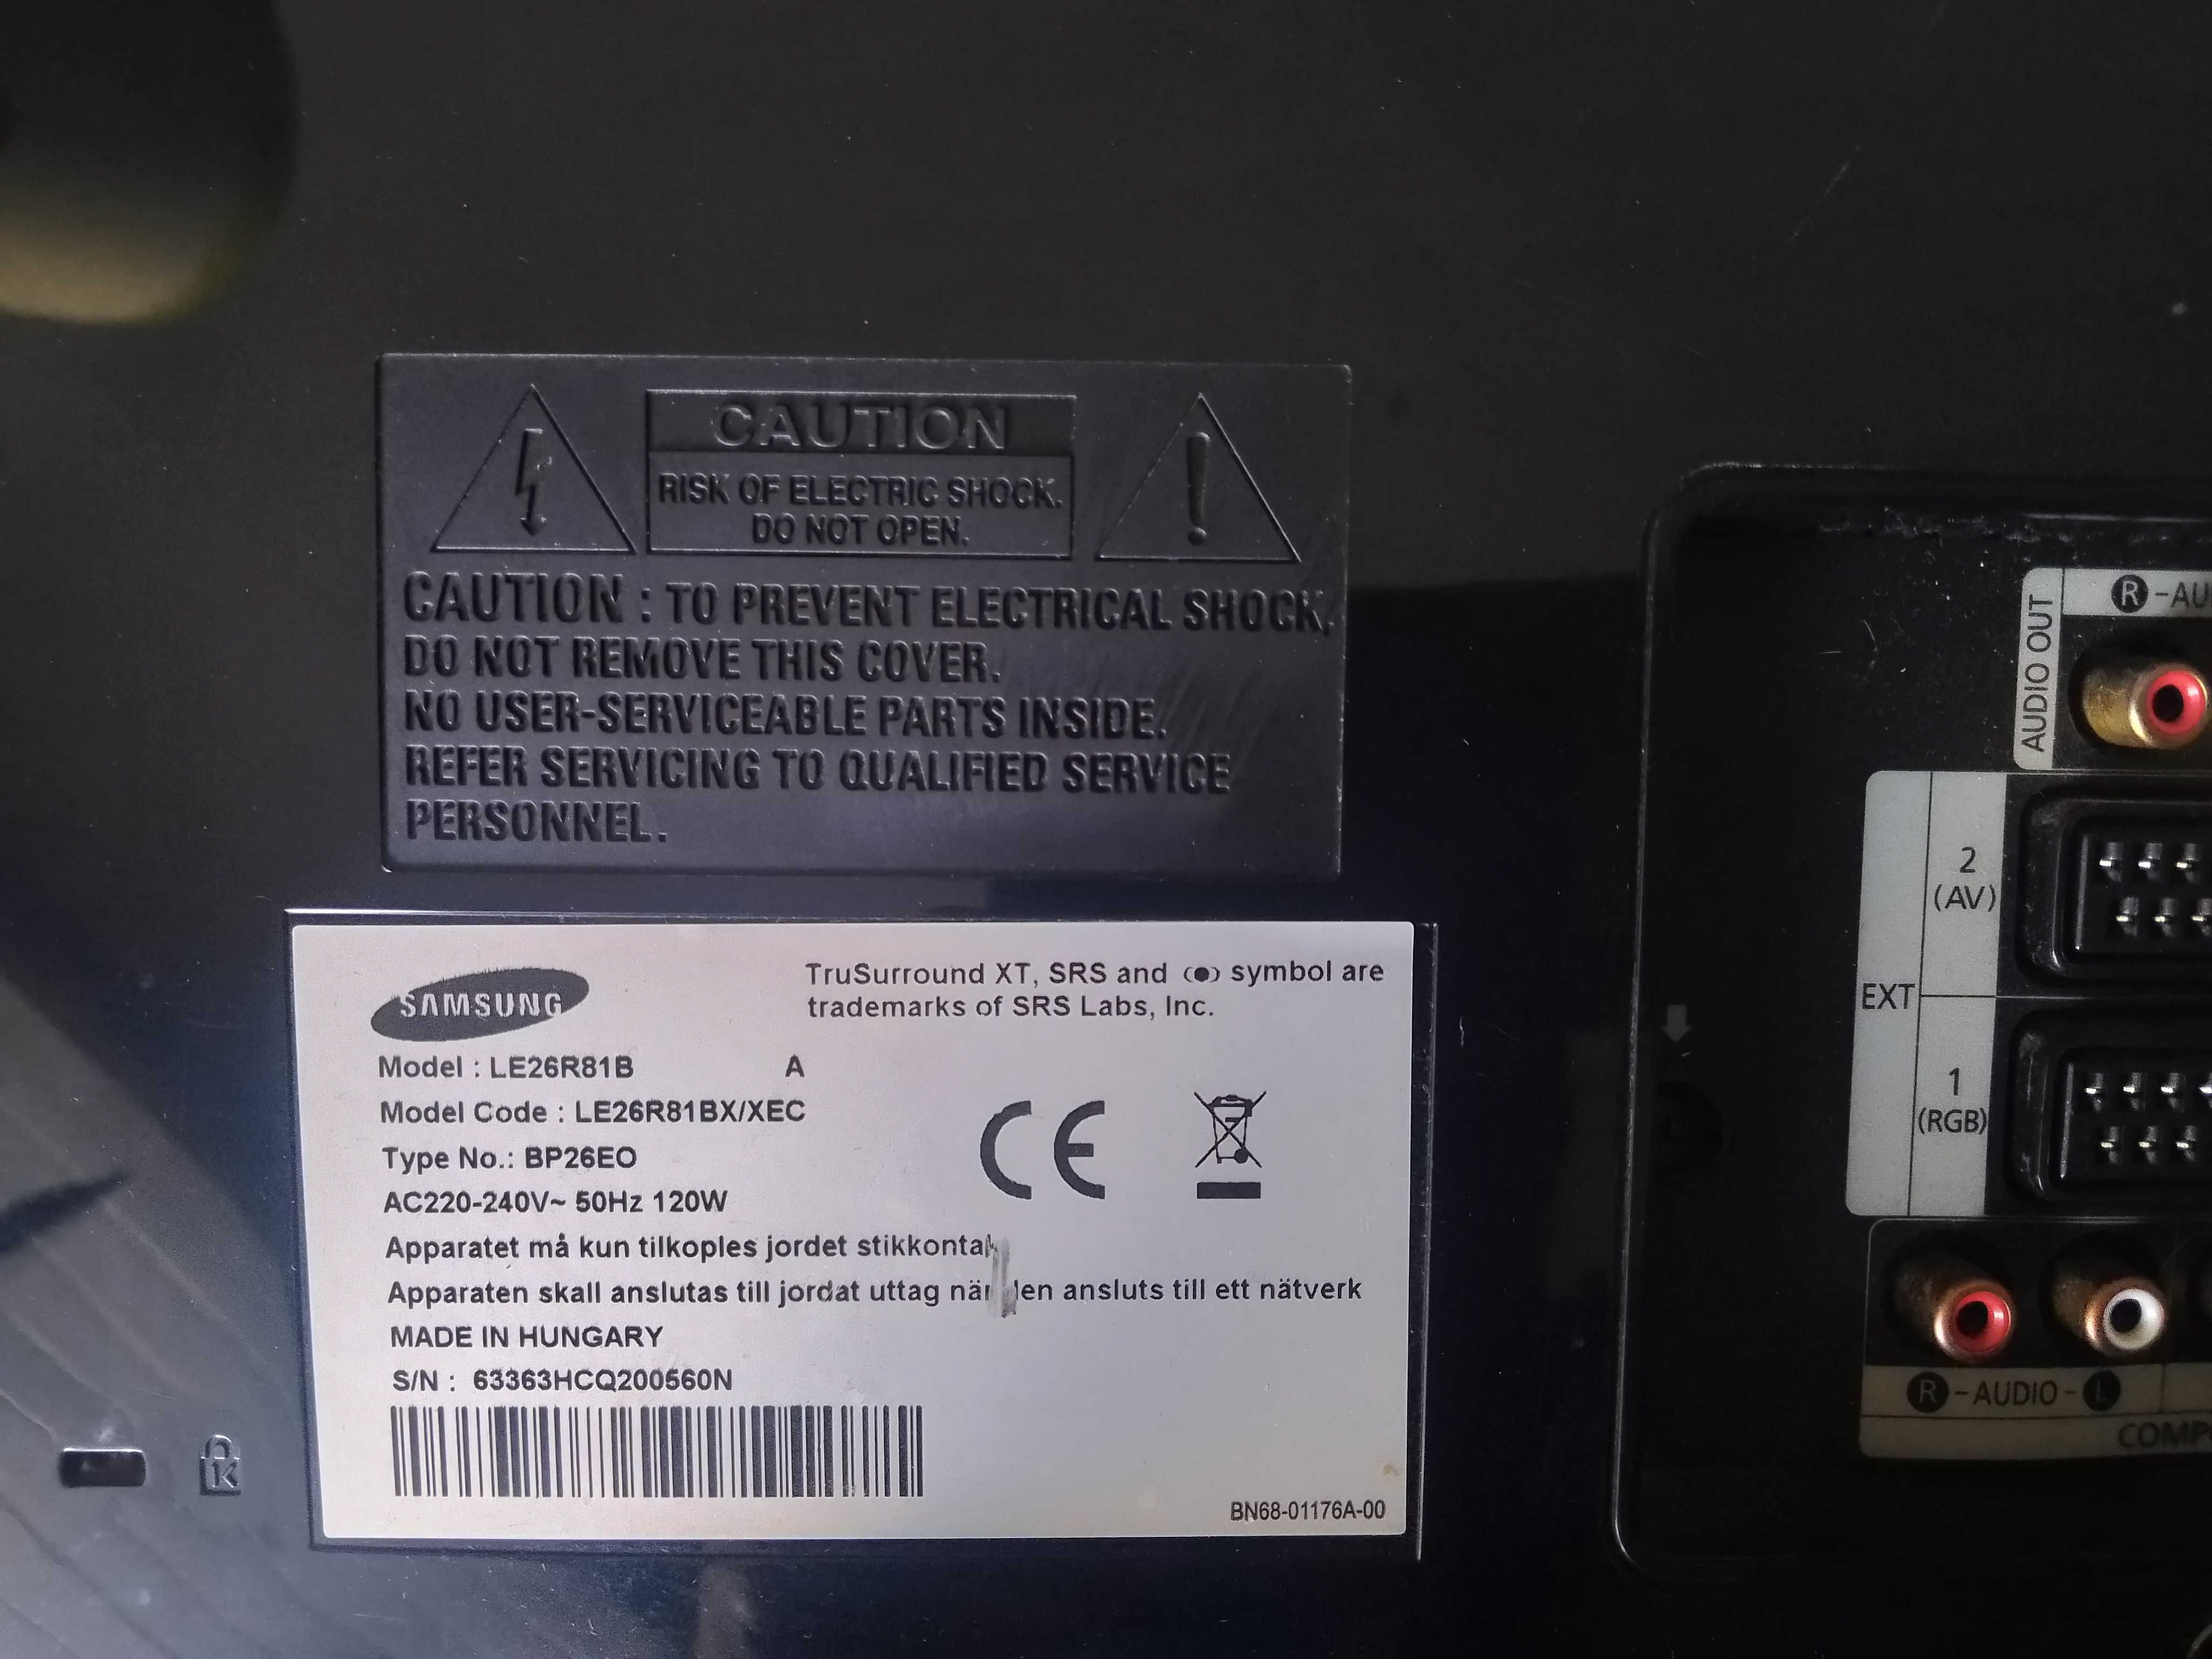 CAUTION
RISK OF ELECTRIC SHOCK.
DO NOT OPEN.
CAUTION : TO PREVENT ELECTRICAL SHOCK,
DO NOT REMOVE THIS COVER.
NO USER-SERVICEABLE PARTS INSIDE.
REFER SERVICING TO QUALIFIED SERVICE
PERSONNEL.
SAMSUNG
TruSurround XT, SRS and (●) symbol are
trademarks of SRS Labs, Inc.
Model : LE26R81B A
Model Code : LE26R81BX/XEC
Type No.: BP26EO
AC220-240V~ 50Hz 120W
Apparatet må kun tilkoples jordet
Apparaten skall anslutas till jordat uttag när ansluts till ett nätverk
MADE IN HUNGARY
S/N : 63363HCQ200560N
BN68-01176A-00
CE
K
AUDIO OUT
R
EXT
2
(AV)
1
(RGB)
R - AUDIO - L